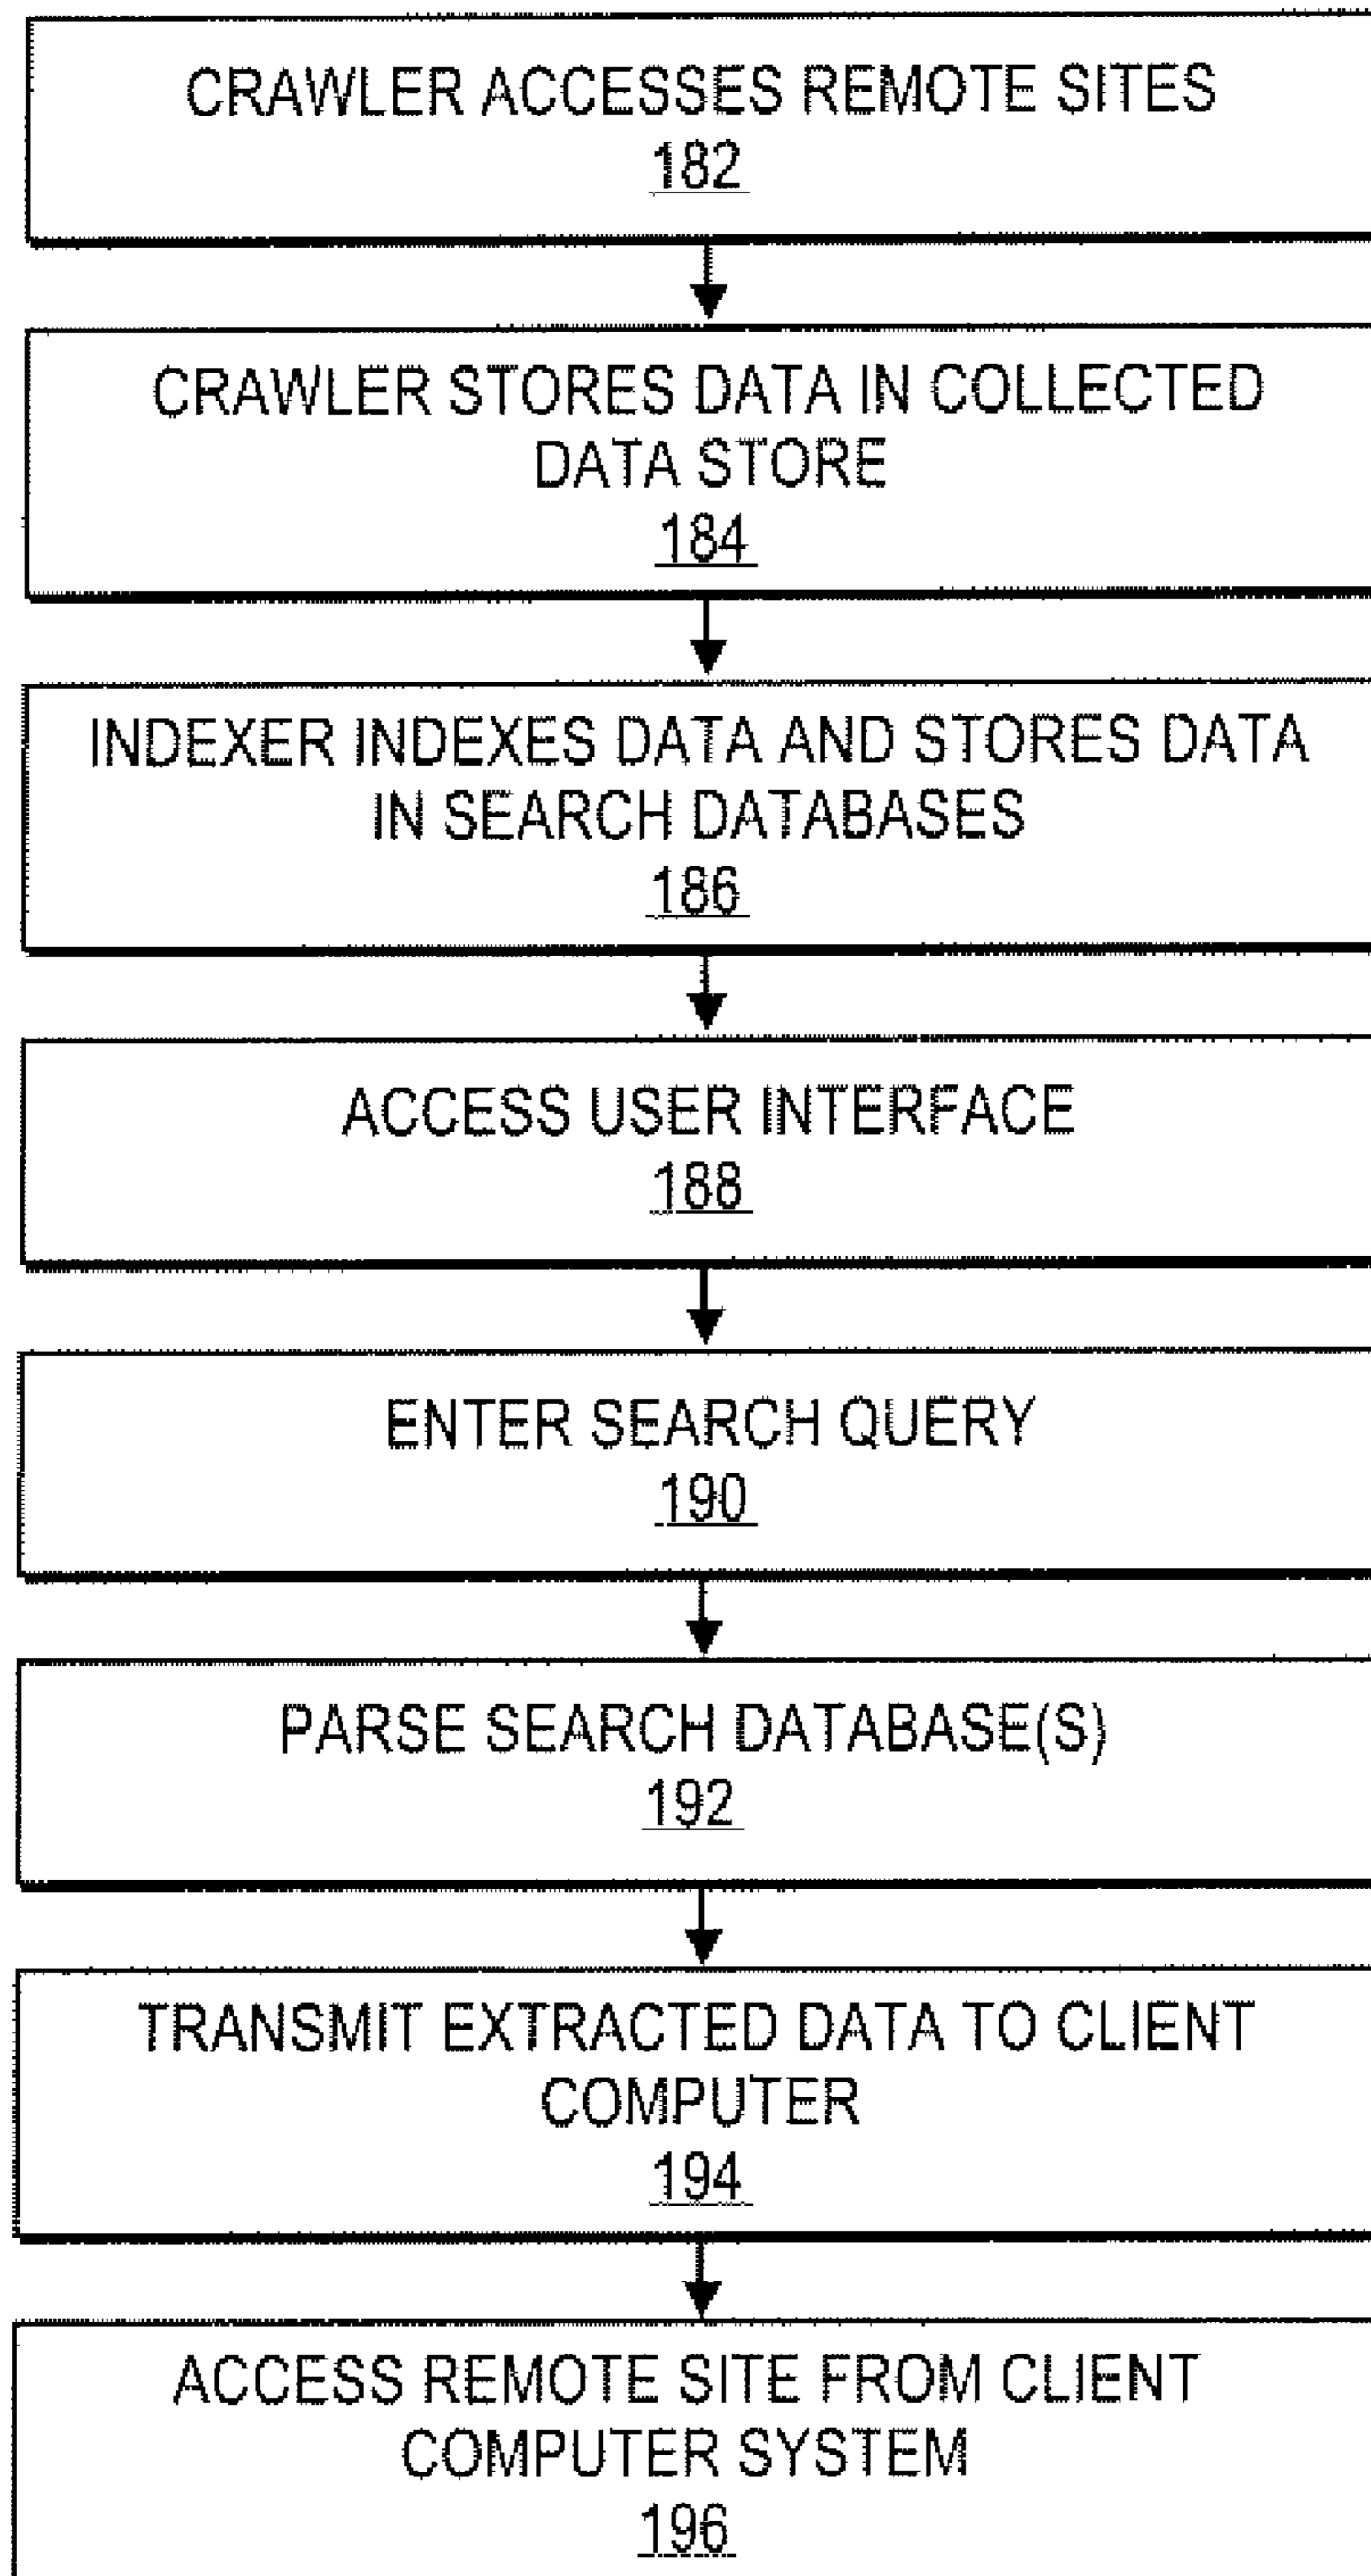 CRAWLER ACCESSES REMOTE SITES
182
CRAWLER STORES DATA IN COLLECTED
DATA STORE
184
INDEXER INDEXES DATA AND STORES DATA
IN SEARCH DATABASES
186
ACCESS USER INTERFACE
188
ENTER SEARCH QUERY
190
PARSE SEARCH DATABASE(S)
192
TRANSMIT EXTRACTED DATA TO CLIENT
COMPUTER
194
ACCESS REMOTE SITE FROM CLIENT
COMPUTER SYSTEM
196